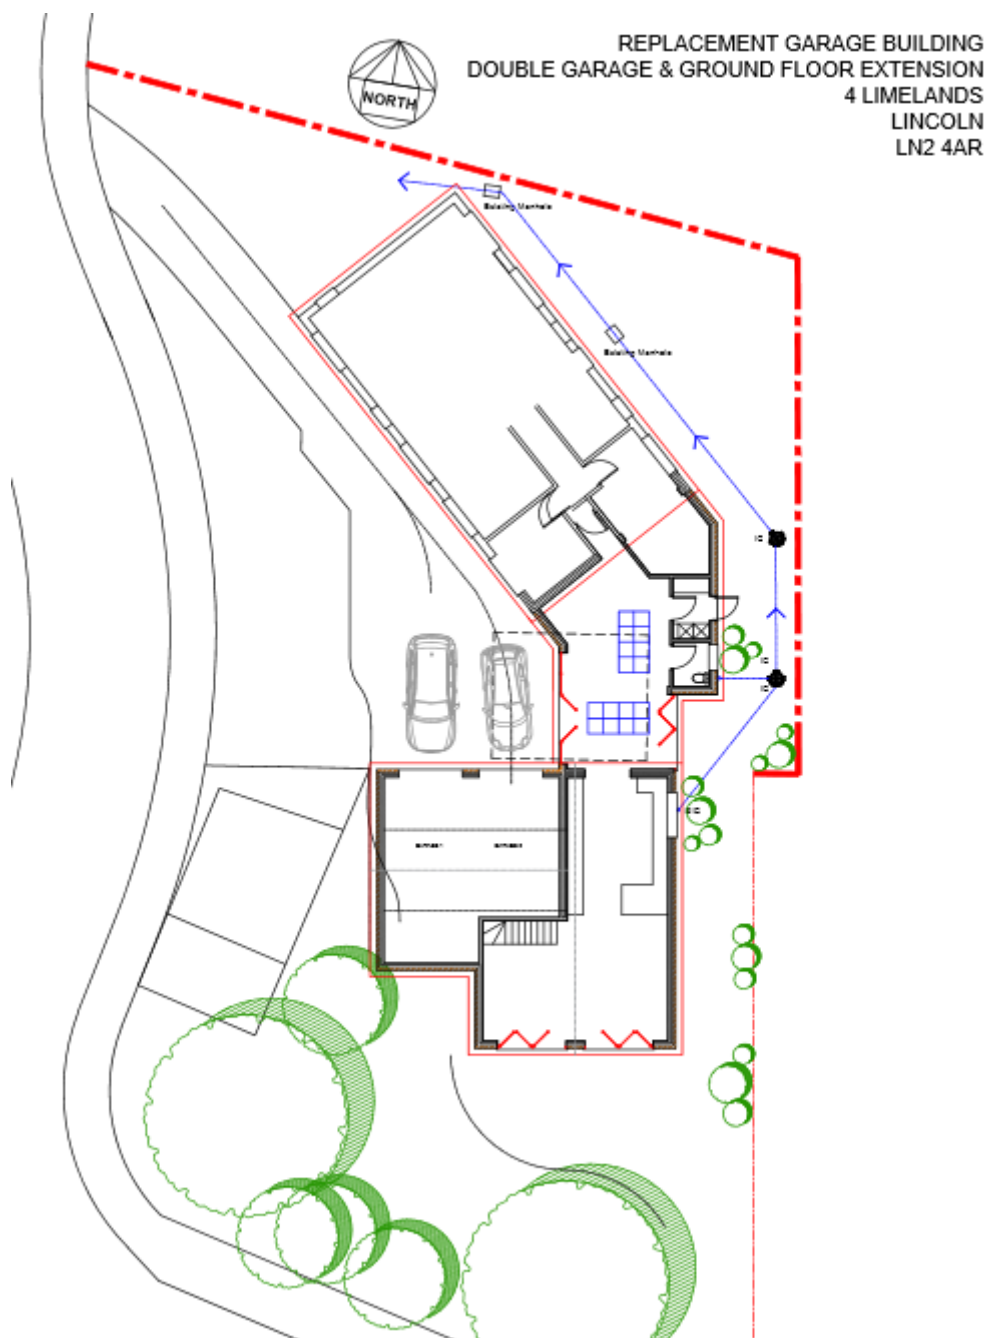 REPLACEMENT GARAGE BUILDING
DOUBLE GARAGE & GROUND FLOOR EXTENSION
4 LIMELANDS
LINCOLN
LN2 4AR
NORTH
Existing Manhole
Existing Manhole
IC
IC
IC